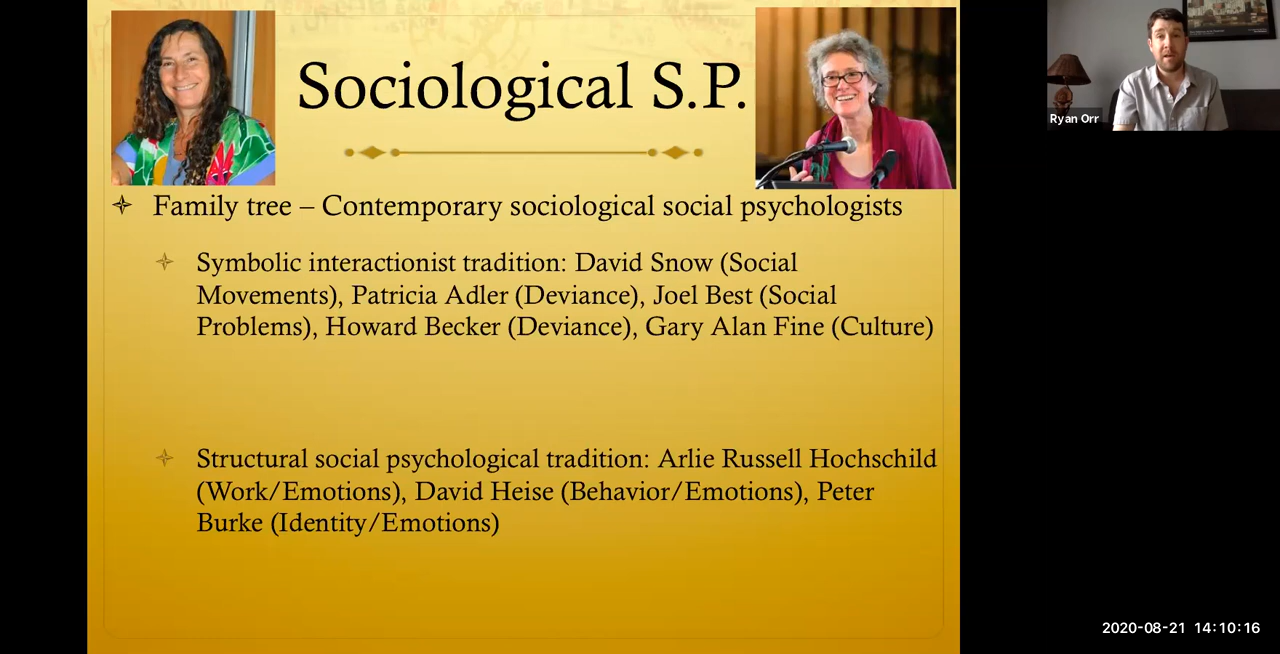 Sociological S.P.
Family tree – Contemporary sociological social psychologists
Symbolic interactionist tradition: David Snow (Social
Movements), Patricia Adler (Deviance), Joel Best (Social
Problems), Howard Becker (Deviance), Gary Alan Fine (Culture)
Structural social psychological tradition: Arlie Russell Hochschild
(Work/Emotions), David Heise (Behavior/Emotions), Peter
Burke (Identity/Emotions)
Ryan Orr
2020-08-21 14:10:16